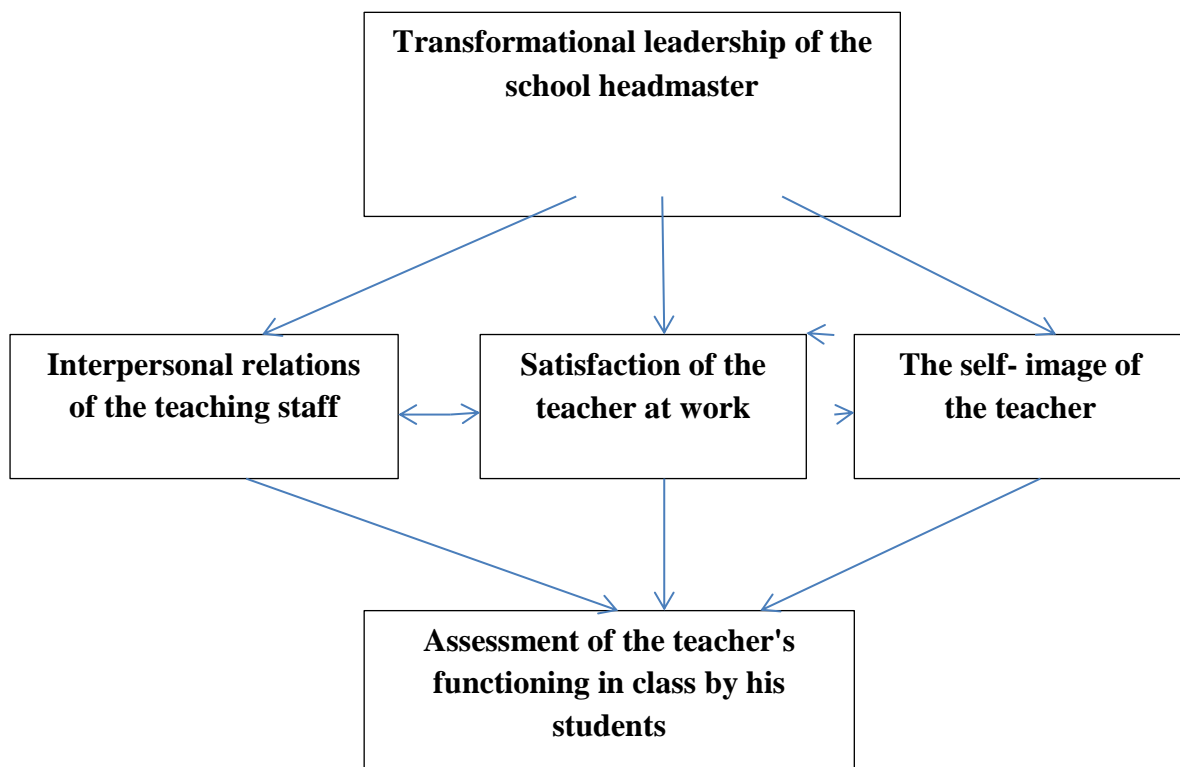 Transformational leadership of the
school headmaster
Interpersonal relations
of the teaching staff
Satisfaction of the
teacher at work
The self- image of
the teacher
Assessment of the teacher's
functioning in class by his
students